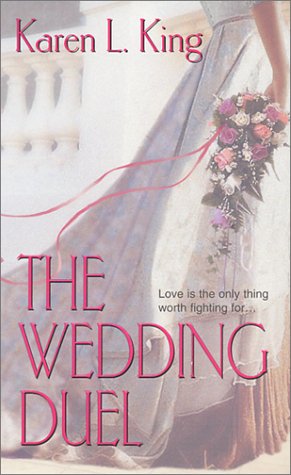 Karen L. King
Love is the only thing
worth fighting for...
THE
WEDDING
DUEL